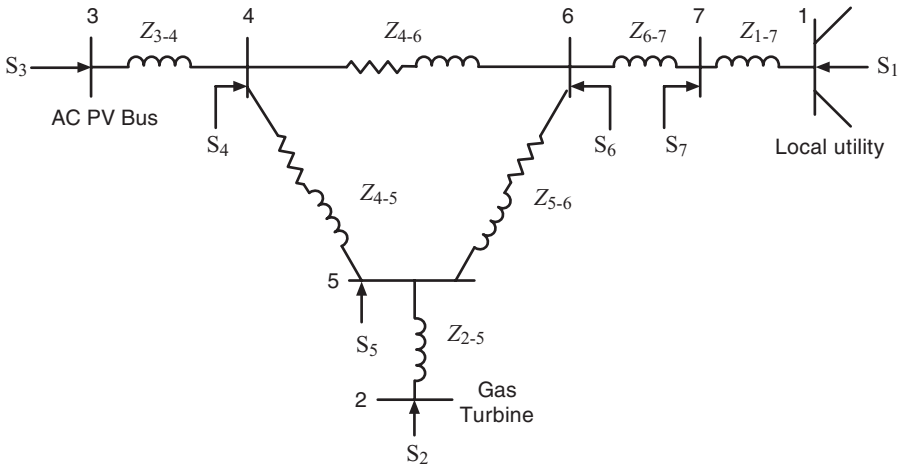 3
Z3-4
4
Z4-6
6
Z6-7
7
Z1-7
1
S3
S1
AC PV Bus
S4
S6
S7
Local utility
Z4-5
Z5-6
5
S5
Z2-5
2
Gas
Turbine
S2